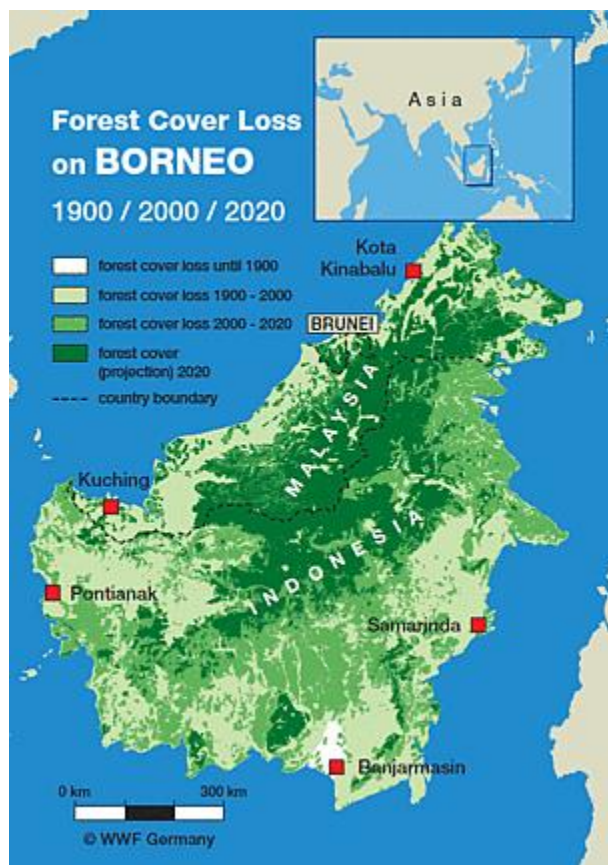 Forest Cover Loss
on BORNEO
1900 / 2000 / 2020
Asia
forest cover loss until 1900
forest cover loss 1900 - 2000
forest cover loss 2000 - 2020
forest cover
(projection) 2020
country boundary
Kota
Kinabalu
BRUNEI
MALAYSIA
Kuching
INDONESIA
Pontianak
Samarinda
Banjarmasin
0 km
300 km
© WWF Germany